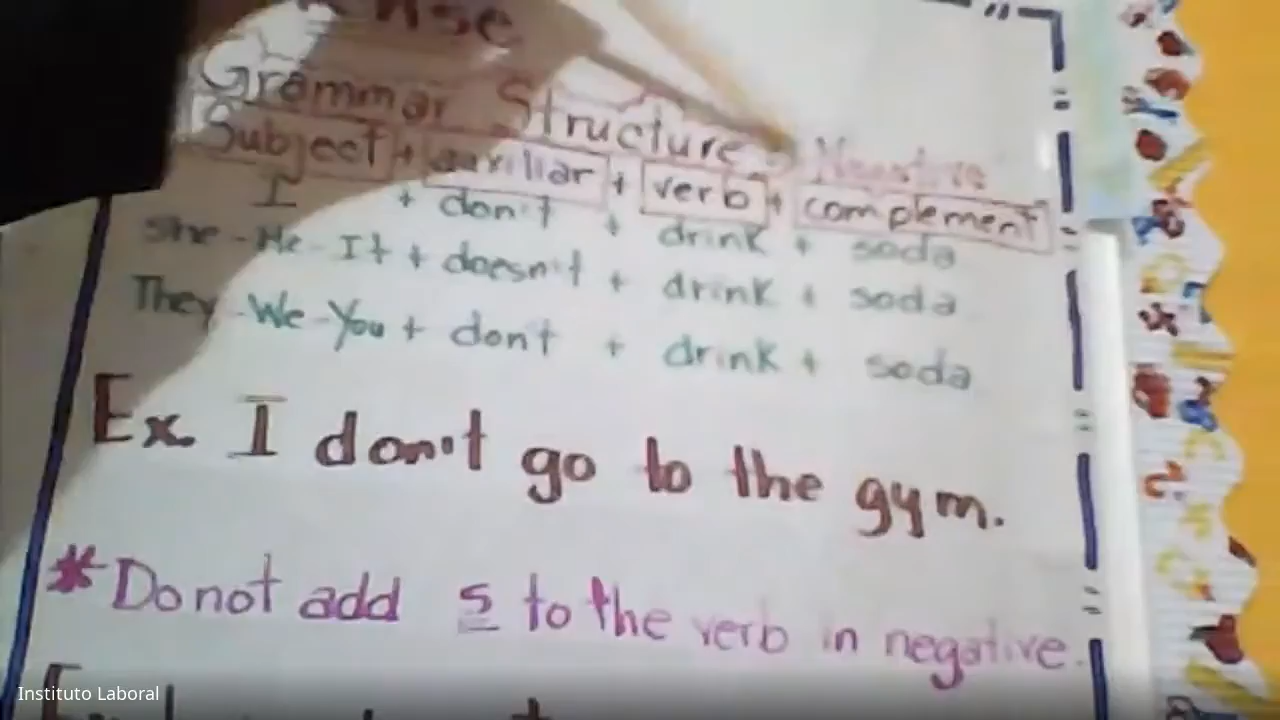 Grammar Structure Negative
Subject + auxiliar + verb + complement
I + don't + drink + soda
She-He-It + doesn't + drink + soda
They-We-You + don't + drink + soda
Ex. I don't go to the gym.
*Do not add s to the verb in negative.
Instituto Laboral